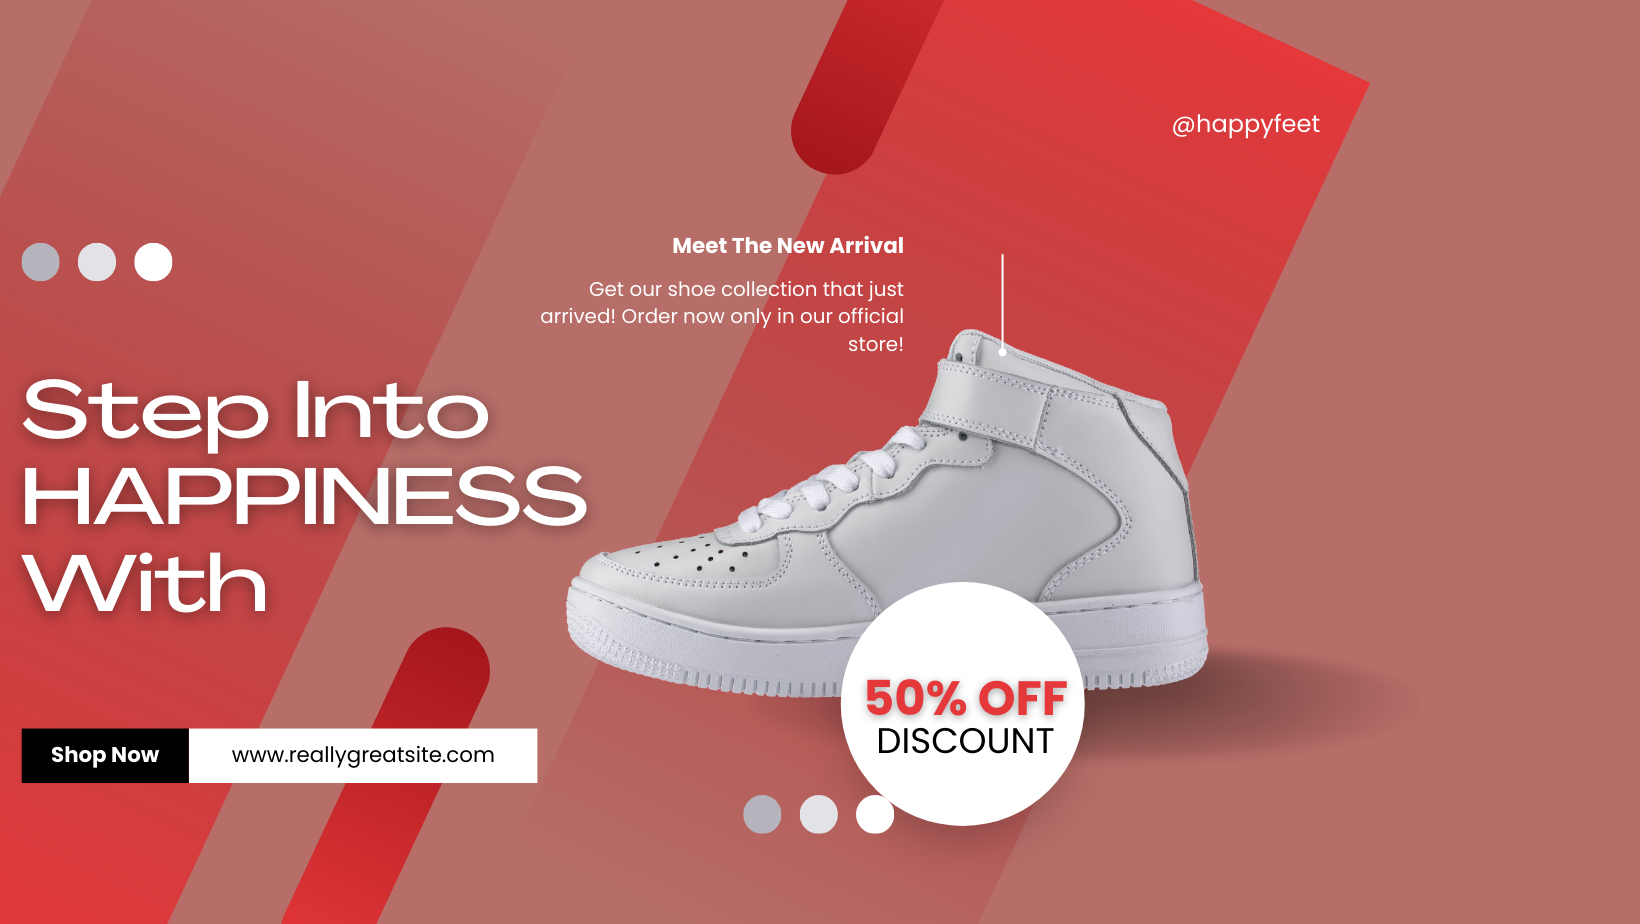 @happyfeet
Meet The New Arrival
Get our shoe collection that just
arrived! Order now only in our official
store!
Step Into
HAPPINESS
With
50% OFF
DISCOUNT
Shop Now
www.reallygreatsite.com